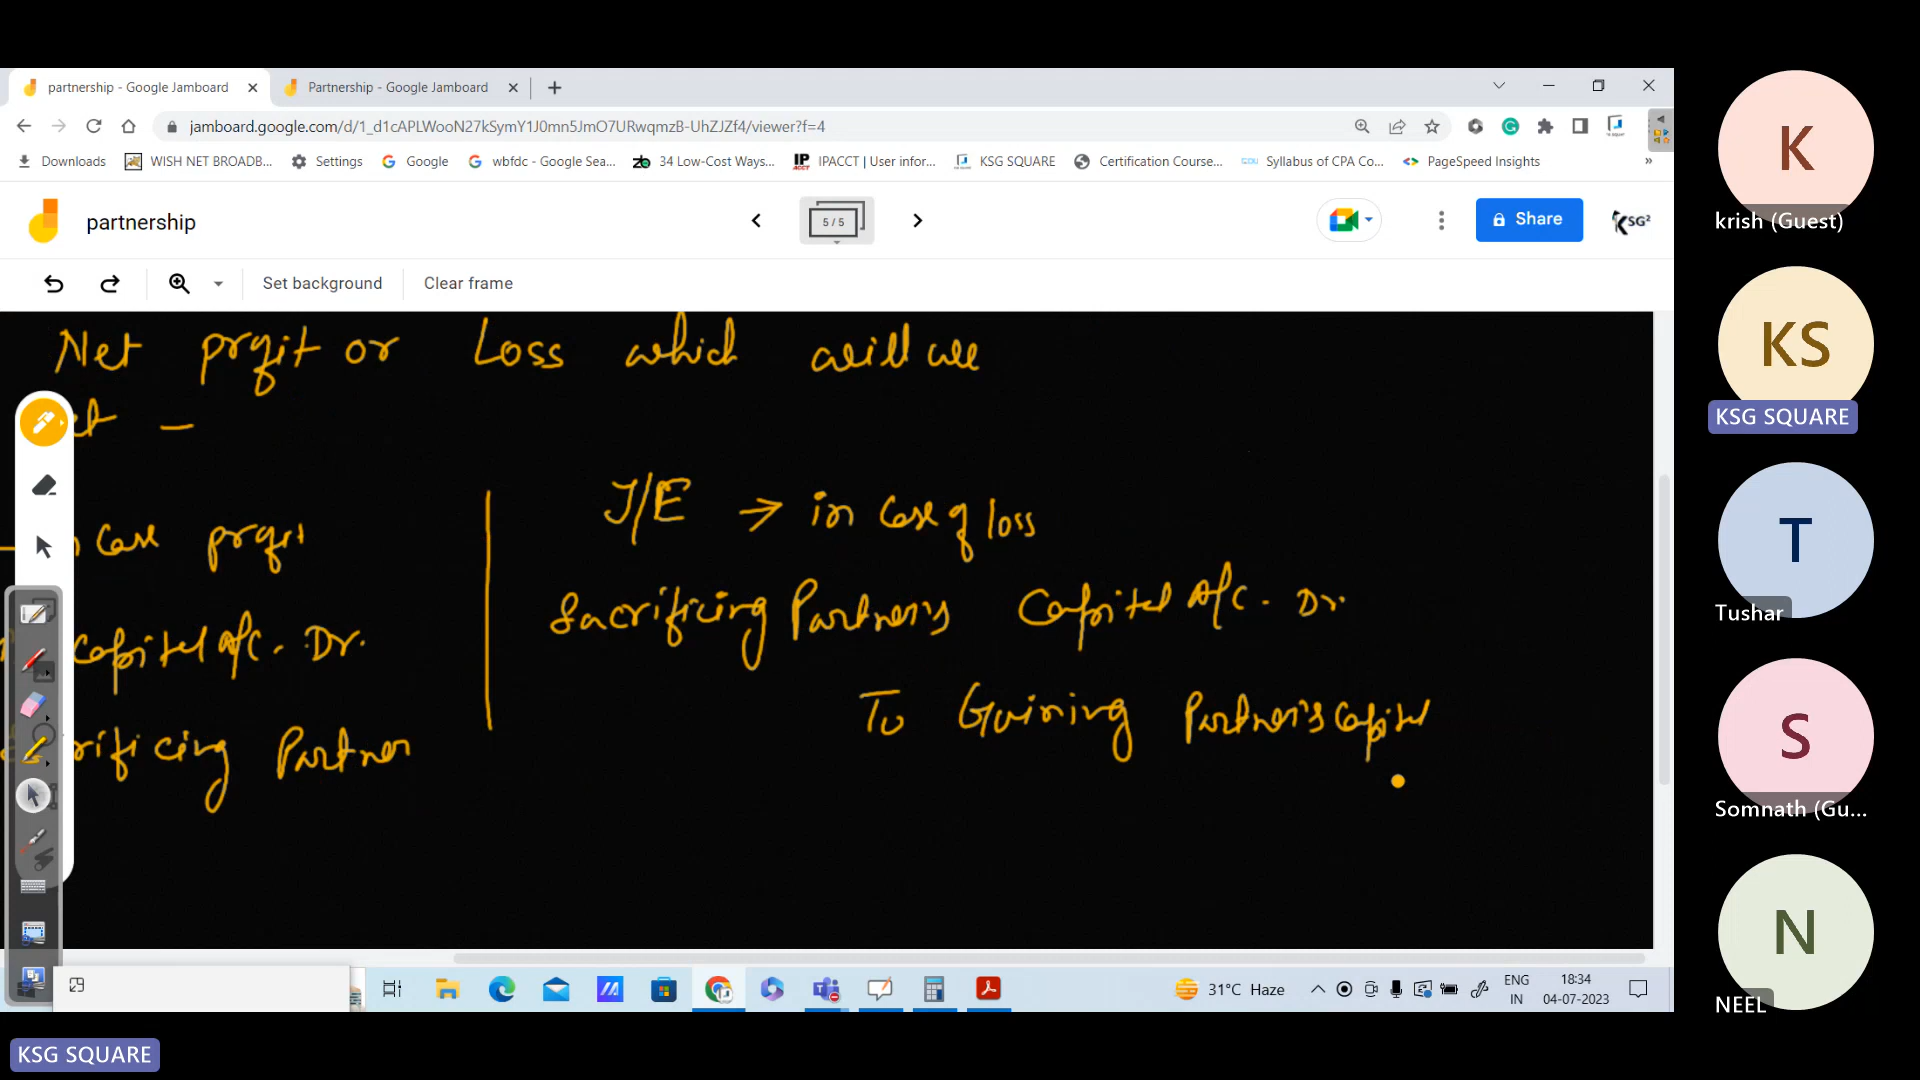 partnership - Google Jamboard
Partnership - Google Jamboard
jamboard.google.com/d/1_d1cAPLWooN27kSymY1J0mn5JmO7URwqmzB-UhZJZf4/viewer?f=4
Downloads
WISH NET BROADB...
Settings
Google
wbfdc - Google Sea...
34 Low-Cost Ways...
IPACCT | User infor...
KSG SQUARE
Certification Course...
Syllabus of CPA Co...
PageSpeed Insights
»
partnership
5 / 5
Share
KSG²
Set background
Clear frame
Net profit or Loss which will
J/E → in case of loss
Case profit
Sacrificing Partner's Capital A/c. Dr.
Capital A/c. Dr.
To Gaining Partner's Capital
rificing Partner
31°C Haze
ENG
IN
18:34
04-07-2023
K
krish (Guest)
KS
KSG SQUARE
T
Tushar
S
Somnath (Gu...
N
NEEL
KSG SQUARE